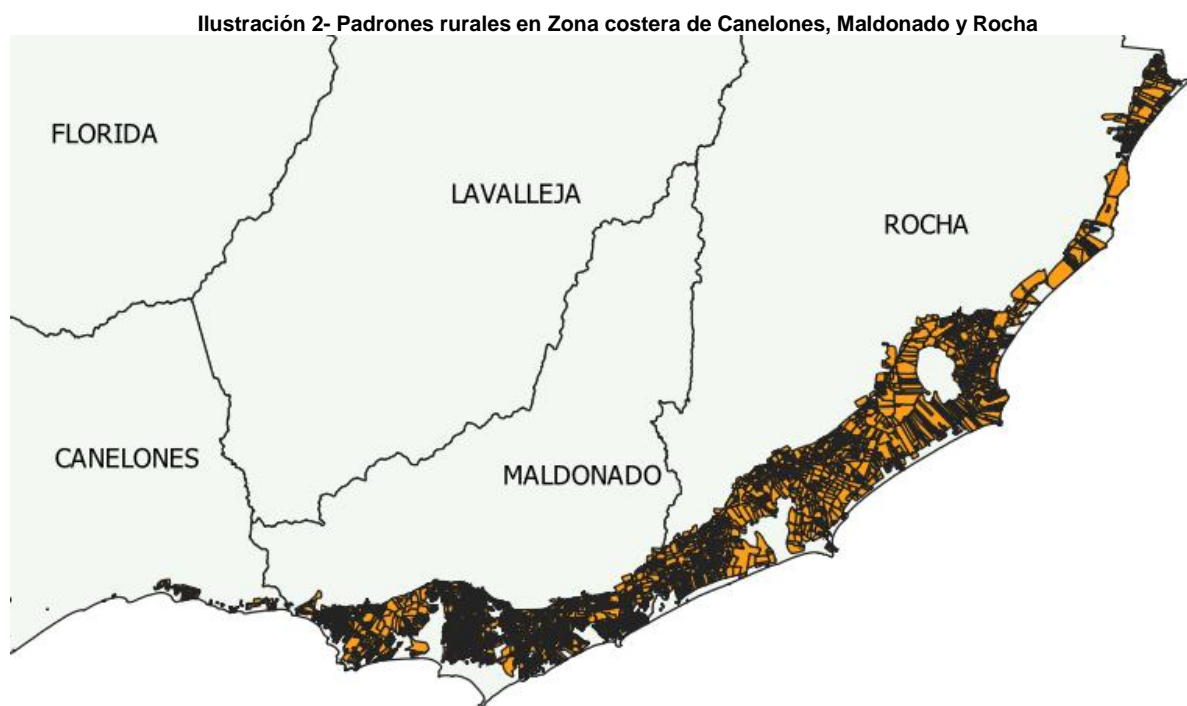 Ilustración 2- Padrones rurales en Zona costera de Canelones, Maldonado y Rocha
FLORIDA
LAVALLEJA
ROCHA
CANELONES
MALDONADO